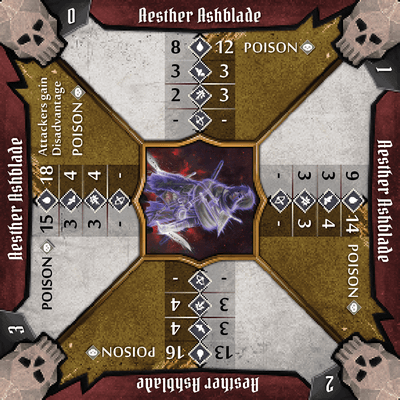 0
Aesther Ashblade
8 12 POISON
3 3
2 3
- -
1
Aesther Ashblade
9 14 POISON
3 3
3 4
- -
2
Aesther Ashblade
13 16 POISON
3 4
3 4
- -
3
Aesther Ashblade
POISON 15 18 Attackers gain
Disadvantage
POISON
4 4
4 4
- -